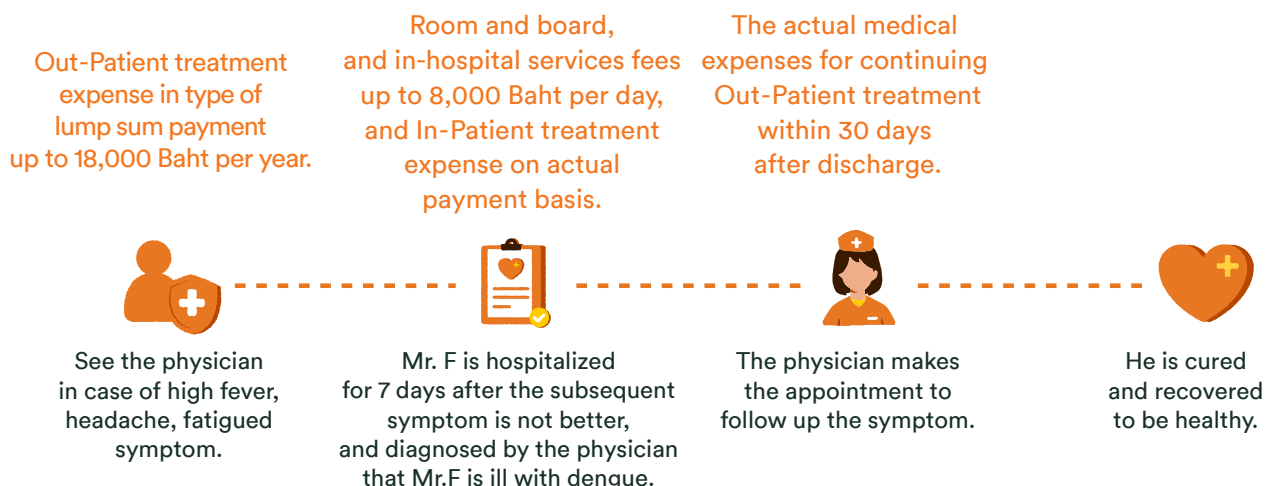 Out-Patient treatment
expense in type of
lump sum payment
up to 18,000 Baht per year.
Room and board,
and in-hospital services fees
up to 8,000 Baht per day,
and In-Patient treatment
expense on actual
payment basis.
The actual medical
expenses for continuing
Out-Patient treatment
within 30 days
after discharge.
See the physician
in case of high fever,
headache, fatigued
symptom.
Mr. F is hospitalized
for 7 days after the subsequent
symptom is not better,
and diagnosed by the physician
that Mr.F is ill with dengue.
The physician makes
the appointment to
follow up the symptom.
He is cured
and recovered
to be healthy.